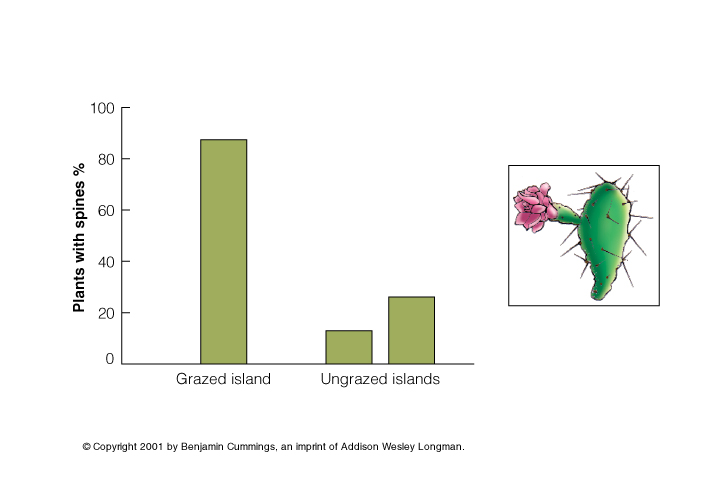 100
80
60
40
20
0
Plants with spines %
Grazed island
Ungrazed islands
© Copyright 2001 by Benjamin Cummings, an imprint of Addison Wesley Longman.